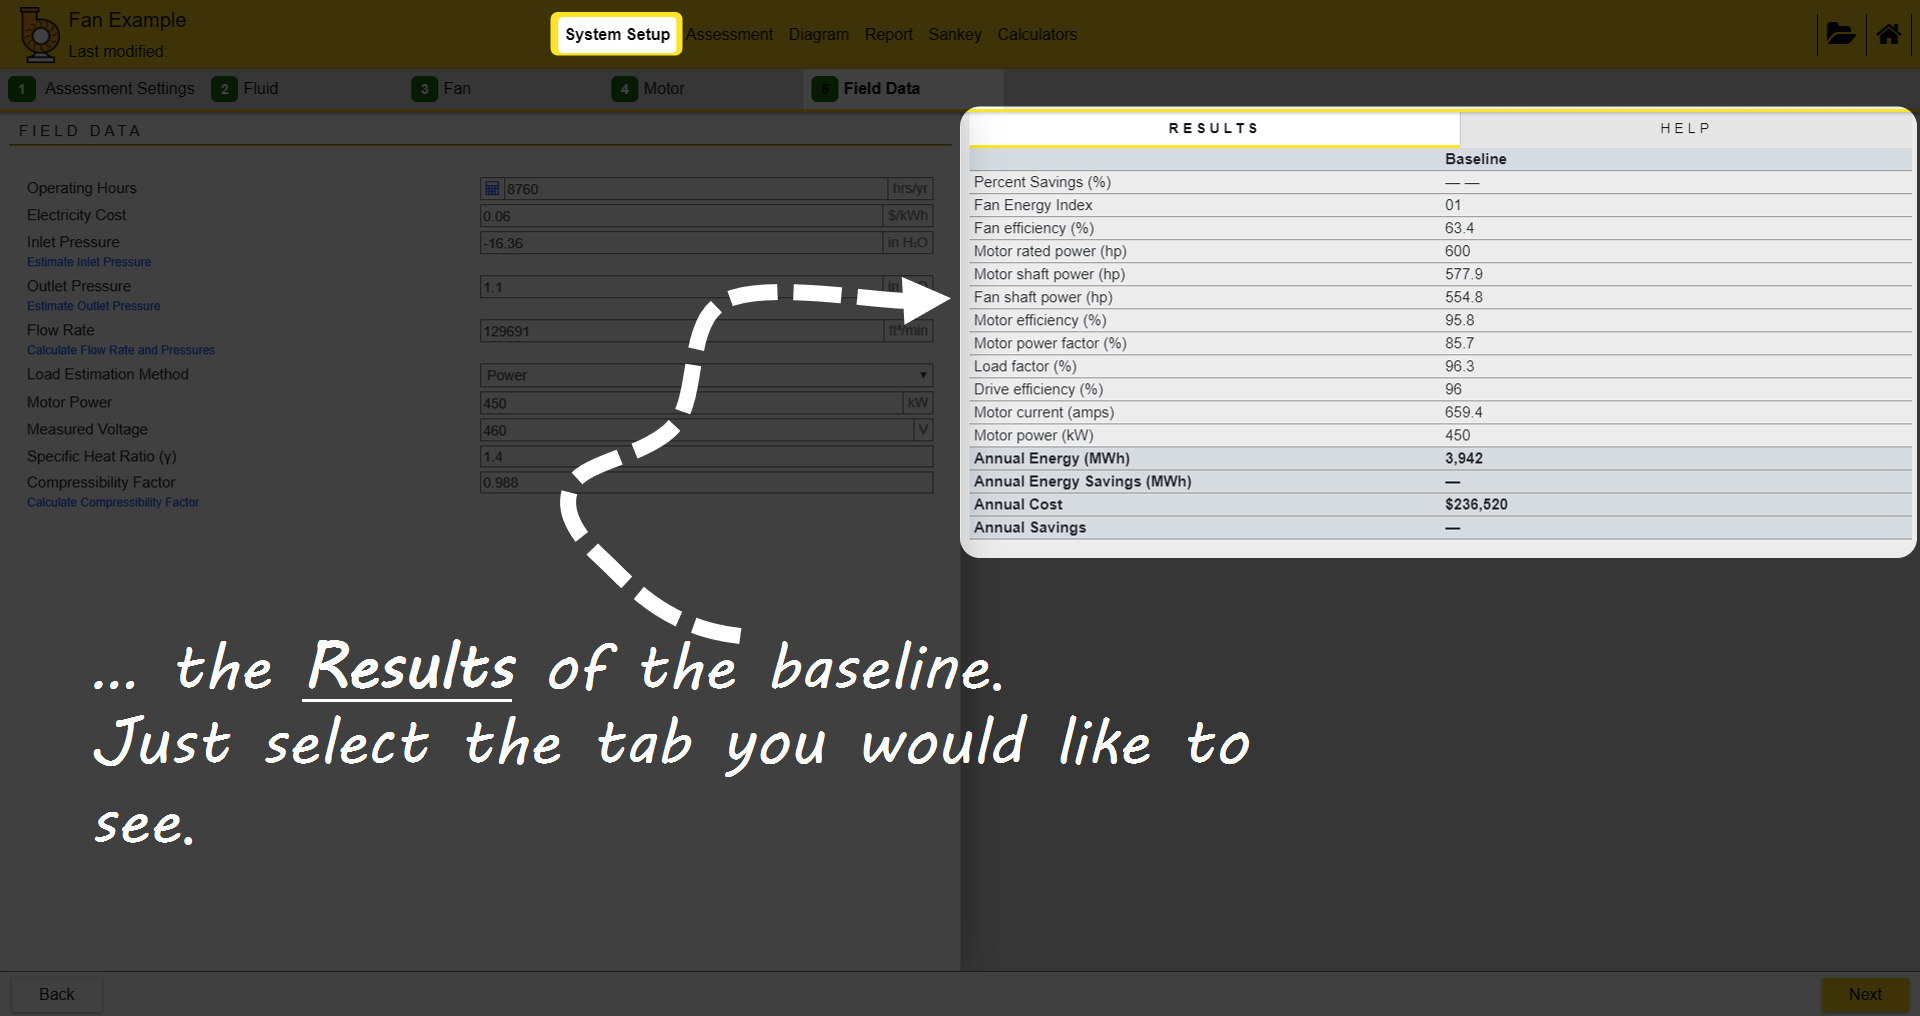 Fan Example
Last modified:
System Setup Assessment Diagram Report Sankey Calculators
1 Assessment Settings 2 Fluid 3 Fan 4 Motor 5 Field Data
FIELD DATA
Operating Hours 8760 hrs/yr
Electricity Cost 0.06 $/kWh
Inlet Pressure -16.36 in H₂O
Estimate Inlet Pressure
Outlet Pressure 1.1 in
Estimate Outlet Pressure
Flow Rate 129691 ft³/min
Calculate Flow Rate and Pressures
Load Estimation Method Power
Motor Power 450 kW
Measured Voltage 460 V
Specific Heat Ratio (γ) 1.4
Compressibility Factor 0.988
Calculate Compressibility Factor
RESULTS HELP
Baseline
Percent Savings (%) — —
Fan Energy Index 01
Fan efficiency (%) 63.4
Motor rated power (hp) 600
Motor shaft power (hp) 577.9
Fan shaft power (hp) 554.8
Motor efficiency (%) 95.8
Motor power factor (%) 85.7
Load factor (%) 96.3
Drive efficiency (%) 96
Motor current (amps) 659.4
Motor power (kW) 450
Annual Energy (MWh) 3,942
Annual Energy Savings (MWh) —
Annual Cost $236,520
Annual Savings —
... the Results of the baseline.
Just select the tab you would like to
see.
Back Next